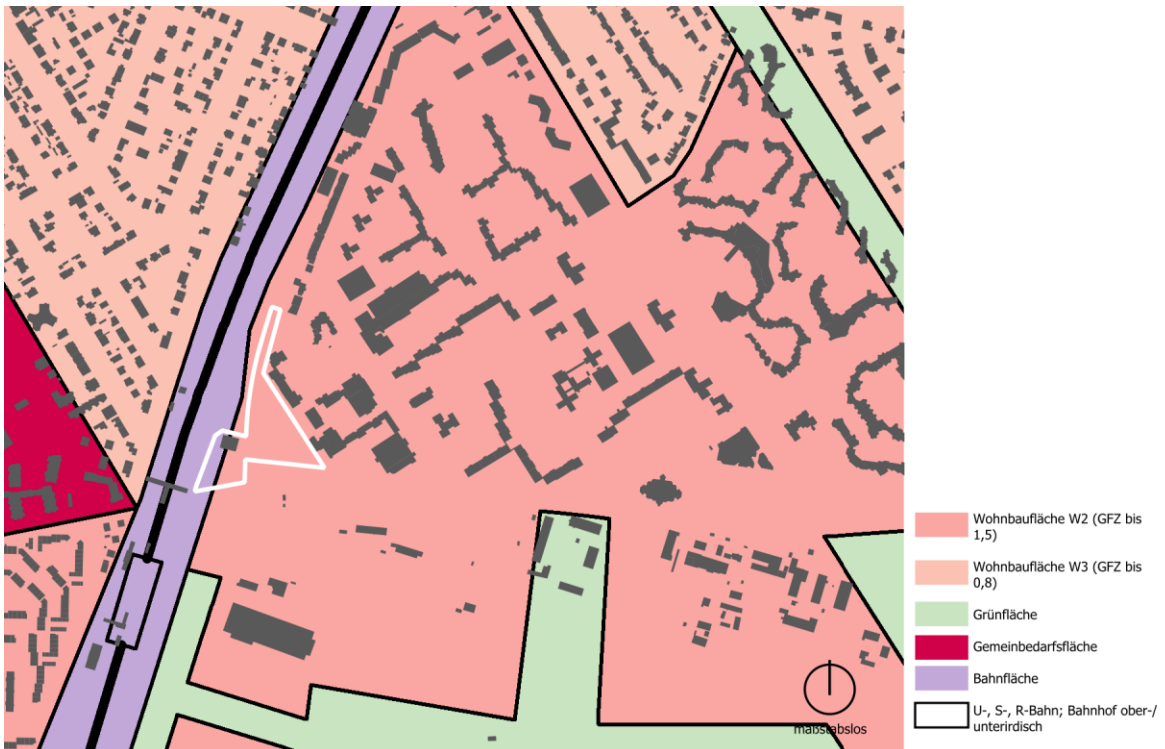 maßstabslos
Wohnbaufläche W2 (GFZ bis
1,5)
Wohnbaufläche W3 (GFZ bis
0,8)
Grünfläche
Gemeinbedarfsfläche
Bahnfläche
U-, S-, R-Bahn; Bahnhof ober-/
unterirdisch